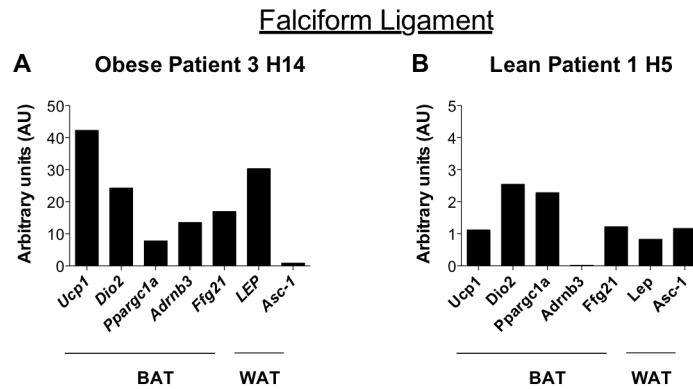 Falciform Ligament
A Obese Patient 3 H14
Arbitrary units (AU)
50
40
30
20
10
0
Ucp1
Dio2
Ppargc1a
Adrnb3
Ffg21
LEP
Asc-1
BAT
WAT
B Lean Patient 1 H5
Arbitrary units (AU)
5
4
3
2
1
0
Ucp1
Dio2
Ppargc1a
Adrnb3
Ffg21
Lep
Asc-1
BAT
WAT